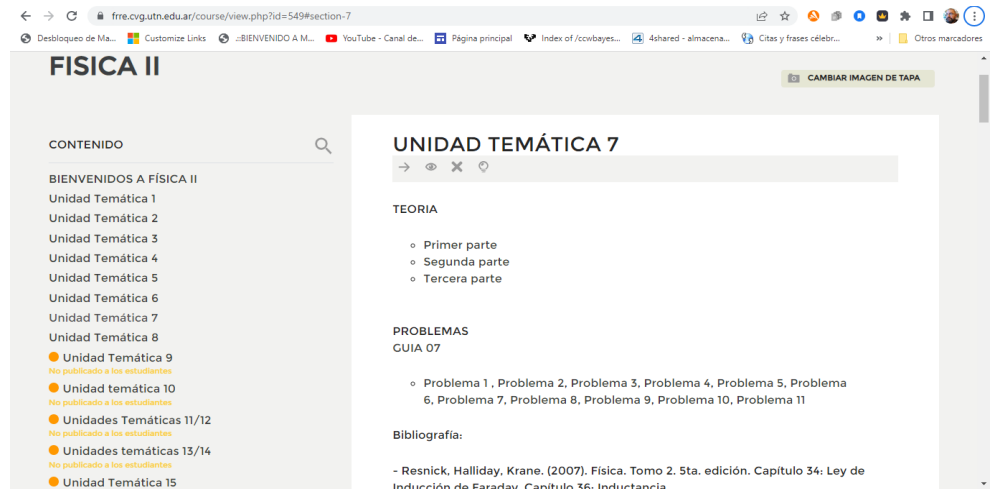 frre.cvg.utn.edu.ar/course/view.php?id=549#section-7
Desbloqueo de Ma... Customize Links .::BIENVENIDO A M... YouTube - Canal de... Página principal Index of /ccwbayes... 4shared - almacena... Citas y frases célebr... » Otros marcadores
FISICA II
CAMBIAR IMAGEN DE TAPA
CONTENIDO
BIENVENIDOS A FÍSICA II
Unidad Temática 1
Unidad Temática 2
Unidad Temática 3
Unidad Temática 4
Unidad Temática 5
Unidad Temática 6
Unidad Temática 7
Unidad Temática 8
Unidad Temática 9
No publicado a los estudiantes
Unidad temática 10
No publicado a los estudiantes
Unidades Temáticas 11/12
No publicado a los estudiantes
Unidades temáticas 13/14
No publicado a los estudiantes
Unidad Temática 15
UNIDAD TEMÁTICA 7
TEORIA
Primer parte
Segunda parte
Tercera parte
PROBLEMAS
GUIA 07
Problema 1 , Problema 2, Problema 3, Problema 4, Problema 5, Problema
6, Problema 7, Problema 8, Problema 9, Problema 10, Problema 11
Bibliografía:
- Resnick, Halliday, Krane. (2007). Física. Tomo 2. 5ta. edición. Capítulo 34: Ley de
Inducción de Faraday. Capítulo 36: Inductancia